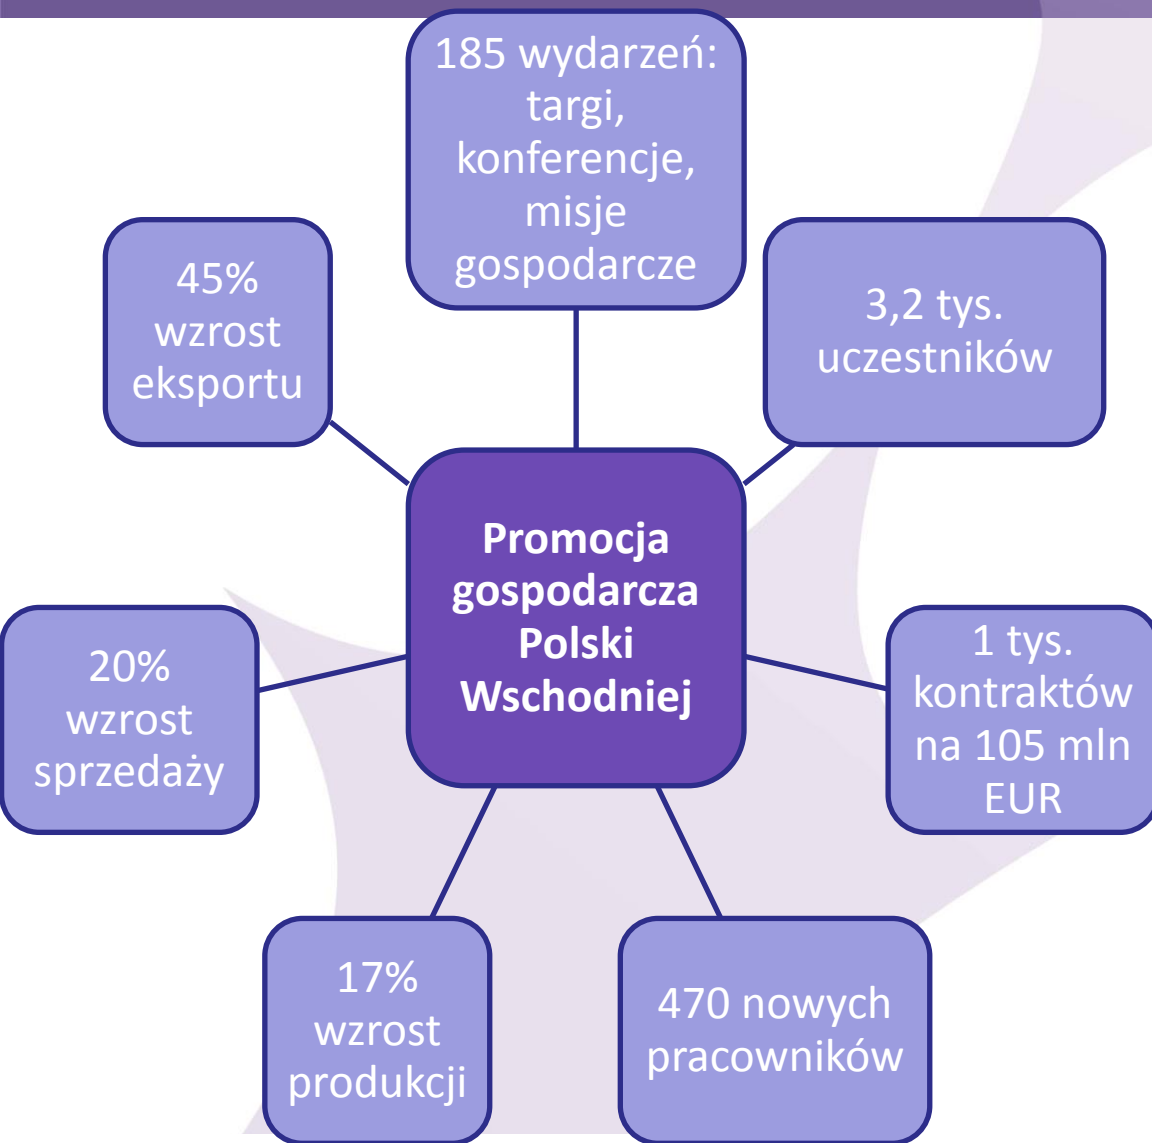 185 wydarzeń:
targi,
konferencje,
misje
gospodarcze
45%
wzrost
eksportu
3,2 tys.
uczestników
Promocja
gospodarcza
Polski
Wschodniej
20%
wzrost
sprzedaży
1 tys.
kontraktów
na 105 mln
EUR
17%
wzrost
produkcji
470 nowych
pracowników